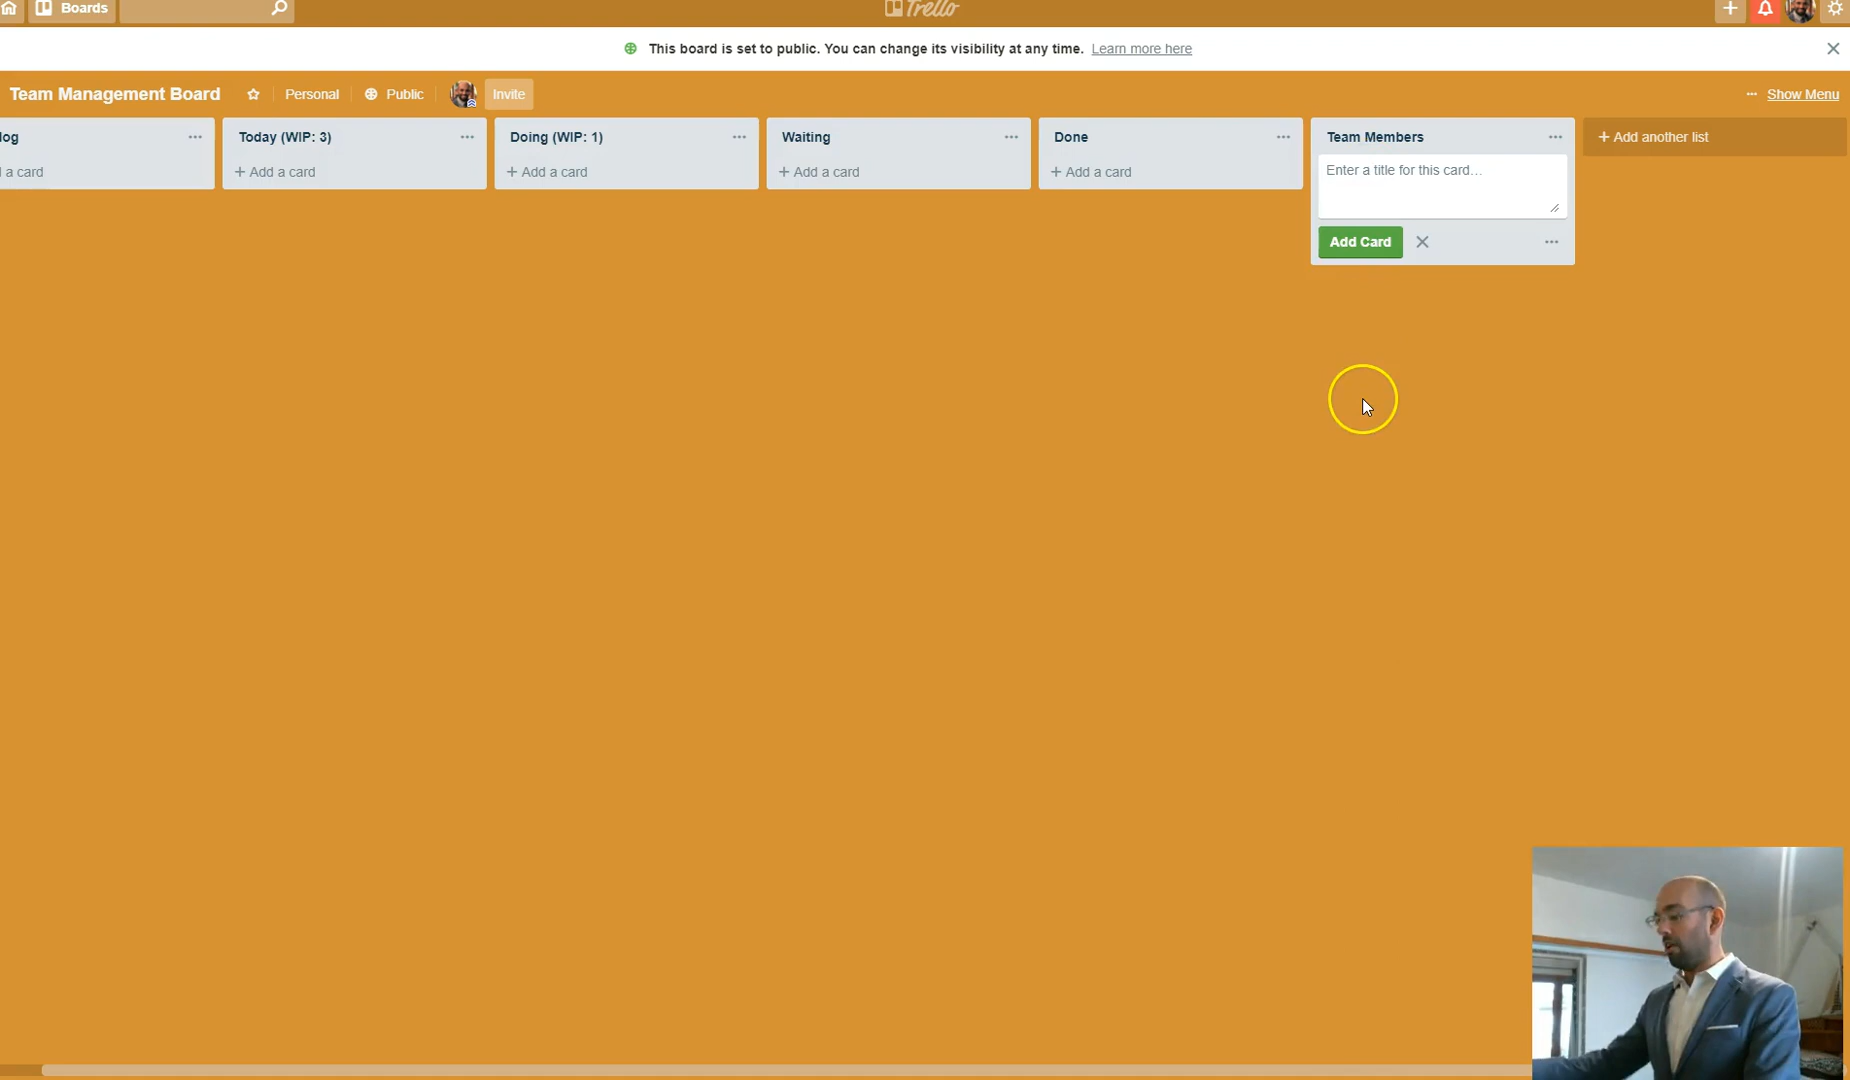 Boards
Trello
This board is set to public. You can change its visibility at any time. Learn more here
Team Management Board
Personal
Public
Invite
... Show Menu
log
Today (WIP: 3)
Doing (WIP: 1)
Waiting
Done
Team Members
+ Add another list
a card
+ Add a card
+ Add a card
+ Add a card
+ Add a card
Enter a title for this card…
Add Card